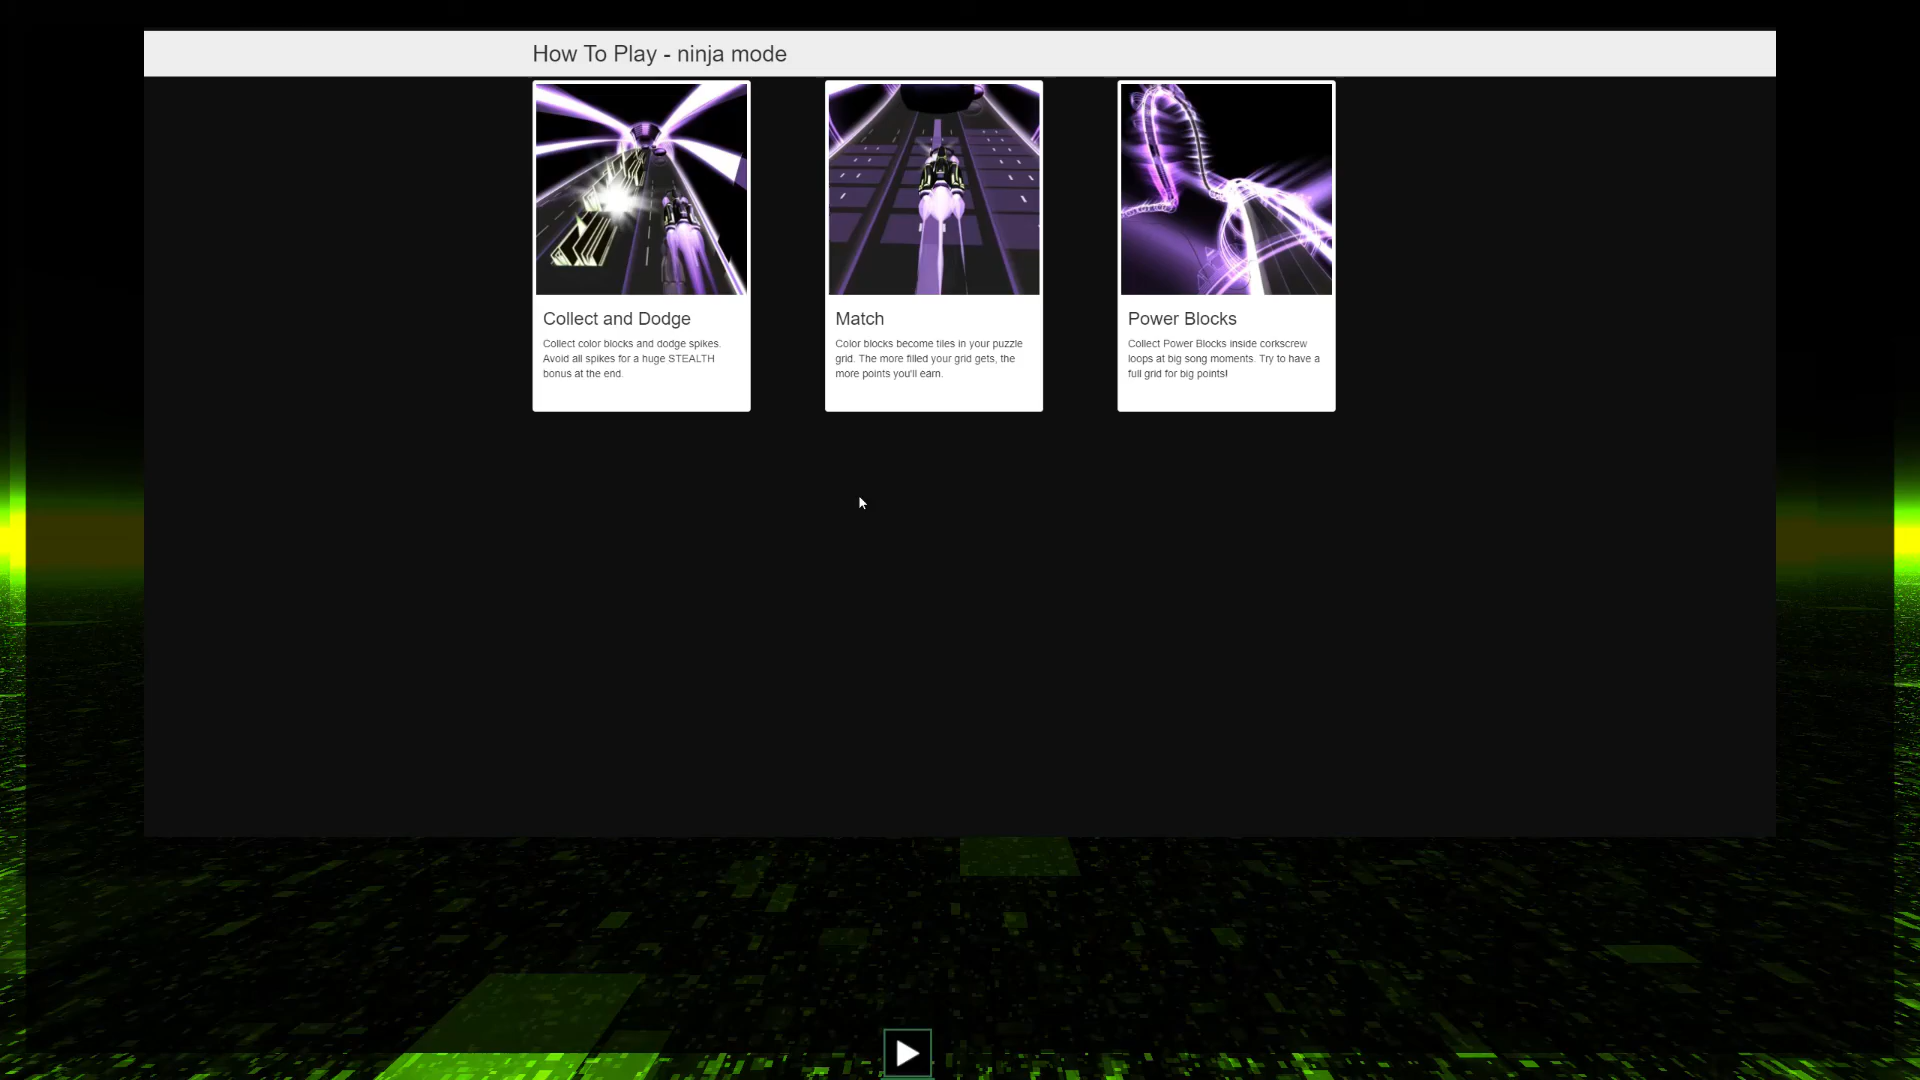 How To Play - ninja mode
Collect and Dodge
Collect color blocks and dodge spikes.
Avoid all spikes for a huge STEALTH
bonus at the end.
Match
Color blocks become tiles in your puzzle
grid. The more filled your grid gets, the
more points you'll earn.
Power Blocks
Collect Power Blocks inside corkscrew
loops at big song moments. Try to have a
full grid for big points!